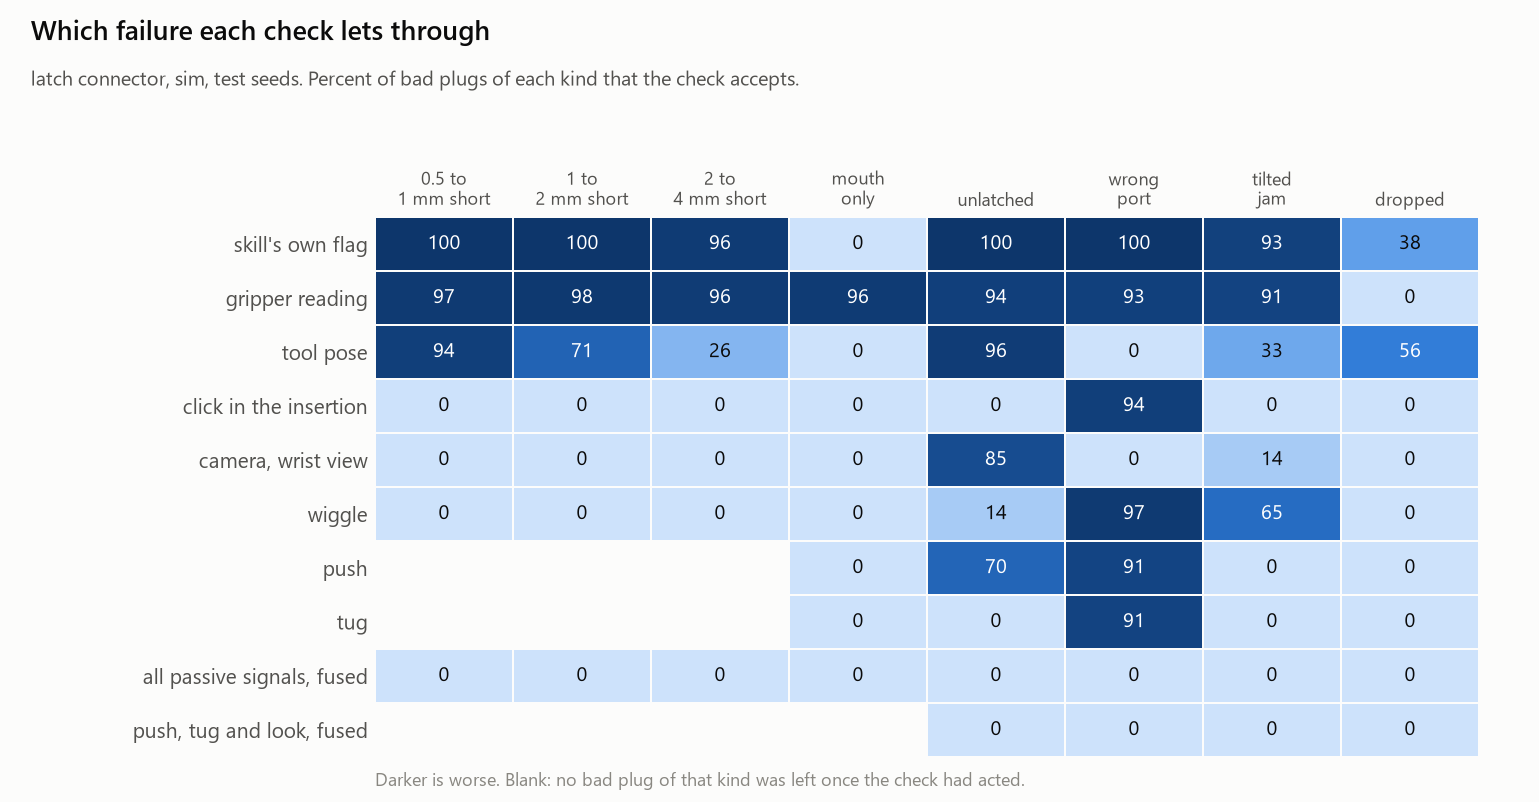 Which failure each check lets through
latch connector, sim, test seeds. Percent of bad plugs of each kind that the check accepts.
0.5 to 1 to 2 to mouth wrong tilted
1 mm short 2 mm short 4 mm short only unlatched port jam dropped
skill's own flag 100 100 96 0 100 100 93 38
gripper reading 97 98 96 96 94 93 91 0
tool pose 94 71 26 0 96 0 33 56
click in the insertion 0 0 0 0 0 94 0 0
camera, wrist view 0 0 0 0 85 0 14 0
wiggle 0 0 0 0 14 97 65 0
push 0 70 91 0 0
tug 0 0 91 0 0
all passive signals, fused 0 0 0 0 0 0 0 0
push, tug and look, fused 0 0 0 0
Darker is worse. Blank: no bad plug of that kind was left once the check had acted.